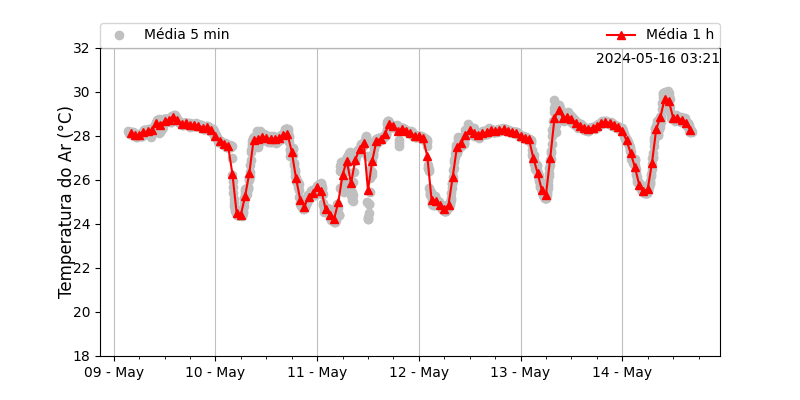 Média 5 min
Média 1 h
2024-05-16 03:21
Temperatura do Ar (°C)
32
30
28
26
24
22
20
18
09 - May
10 - May
11 - May
12 - May
13 - May
14 - May